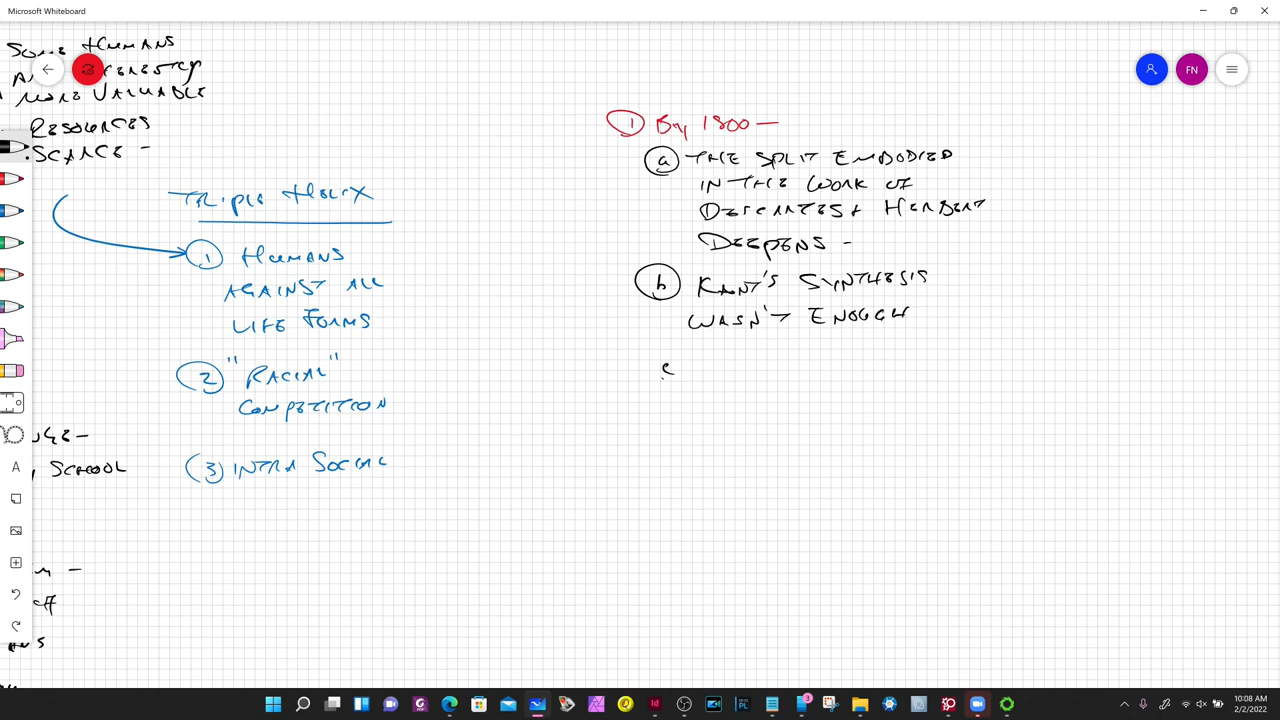 Microsoft Whiteboard
SOME HUMANS
MORE VALUABLE
RESOURCES
SCARCE -
SCHOOL
TRIPLE HELIX
1 HUMANS
AGAINST ALL
LIFE FORMS
2 "RACIAL"
COMPETITION
(3) INTRA SOCIAL
1 By 1800 —
a THE SPLIT EMBODIED
IN THE WORK OF
DESCARTES + HERBERT
DEEPENS -
b KANT'S SYNTHESIS
WASN'T ENOUGH
FN
10:08 AM
2/2/2022